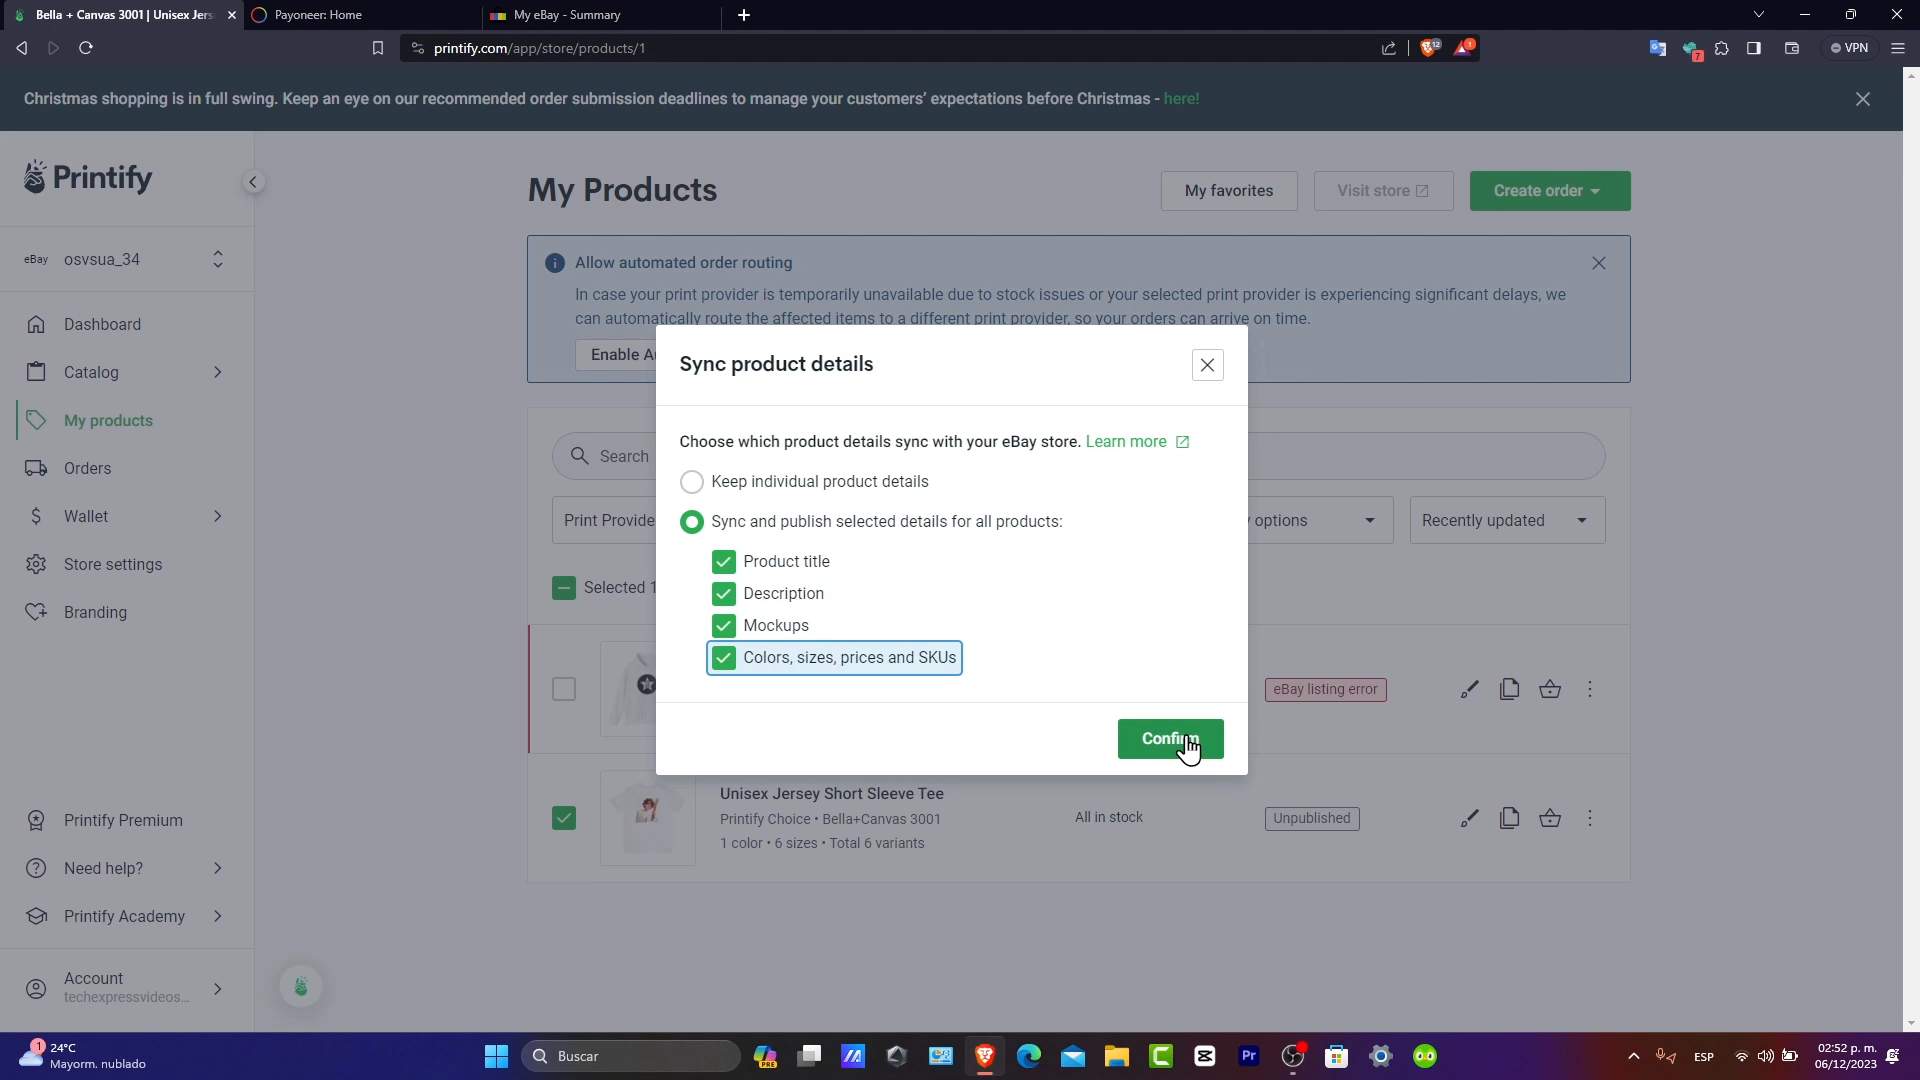 Bella + Canvas 3001 | Unisex Jers
Payoneer: Home
My eBay - Summary
printify.com/app/store/products/1
12
1
7
VPN
Christmas shopping is in full swing. Keep an eye on our recommended order submission deadlines to manage your customers' expectations before Christmas - here!
Printify
My Products
My favorites
Visit store
Create order
eBay osvsua_34
Allow automated order routing
In case your print provider is temporarily unavailable due to stock issues or your selected print provider is experiencing significant delays, we
can automatically route the affected items to a different print provider, so your orders can arrive on time.
Enable A
Dashboard
Catalog
My products
Orders
Wallet
Store settings
Branding
Sync product details
Choose which product details sync with your eBay store. Learn more
Keep individual product details
Sync and publish selected details for all products:
Product title
Description
Mockups
Colors, sizes, prices and SKUs
Confirm
Search
Print Provide
options
Recently updated
Selected 1
eBay listing error
Unisex Jersey Short Sleeve Tee
Printify Choice • Bella+Canvas 3001
1 color • 6 sizes • Total 6 variants
All in stock
Unpublished
Printify Premium
Need help?
Printify Academy
Account
techexpressvideos...
1
24°C
Mayorm. nublado
Buscar
PRE
Pr
ESP
02:52 p. m.
06/12/2023